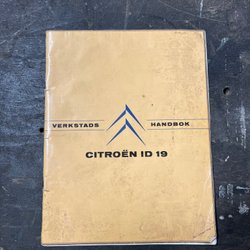 VERKSTADS HANDBOK
CITROËN ID 19